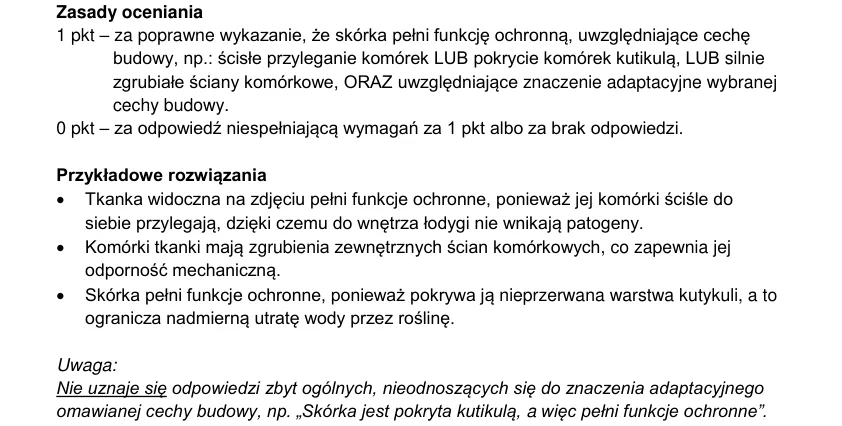 Zasady oceniania
1 pkt – za poprawne wykazanie, że skórka pełni funkcję ochronną, uwzględniające cechę
budowy, np.: ścisłe przyleganie komórek LUB pokrycie komórek kutikulą, LUB silnie
zgrubiałe ściany komórkowe, ORAZ uwzględniające znaczenie adaptacyjne wybranej
cechy budowy.
0 pkt – za odpowiedź niespełniającą wymagań za 1 pkt albo za brak odpowiedzi.
Przykładowe rozwiązania
• Tkanka widoczna na zdjęciu pełni funkcje ochronne, ponieważ jej komórki ściśle do
siebie przylegają, dzięki czemu do wnętrza łodygi nie wnikają patogeny.
• Komórki tkanki mają zgrubienia zewnętrznych ścian komórkowych, co zapewnia jej
odporność mechaniczną.
• Skórka pełni funkcje ochronne, ponieważ pokrywa ją nieprzerwana warstwa kutykuli, a to
ogranicza nadmierną utratę wody przez roślinę.
Uwaga:
Nie uznaje się odpowiedzi zbyt ogólnych, nieodnoszących się do znaczenia adaptacyjnego
omawianej cechy budowy, np. „Skórka jest pokryta kutikulą, a więc pełni funkcje ochronne”.